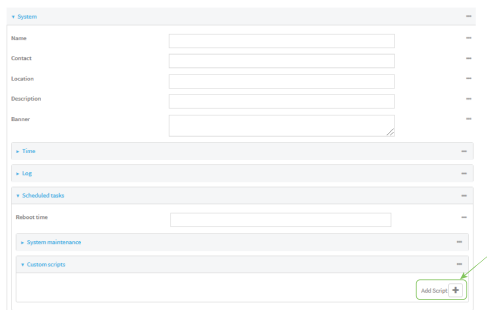 System
Name
Contact
Location
Description
Banner
Time
Log
Scheduled tasks
Reboot time
System maintenance
Custom scripts
Add Script